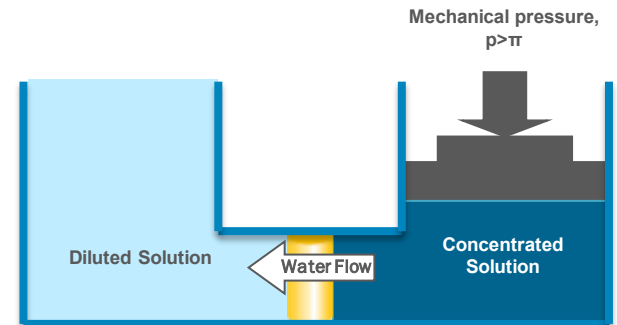 Mechanical pressure,
p>π
Diluted Solution
Water Flow
Concentrated
Solution